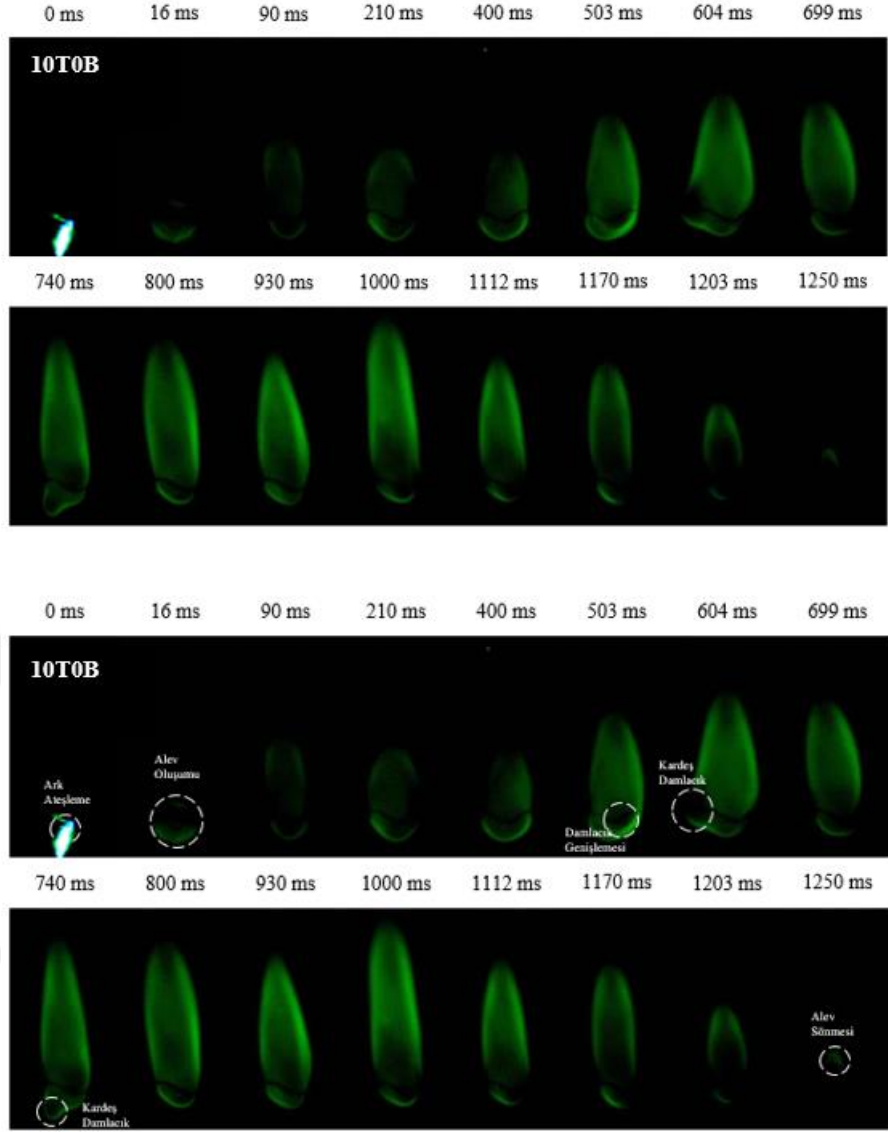 0 ms 16 ms 90 ms 210 ms 400 ms 503 ms 604 ms 699 ms
10T0B
740 ms 800 ms 930 ms 1000 ms 1112 ms 1170 ms 1203 ms 1250 ms
0 ms 16 ms 90 ms 210 ms 400 ms 503 ms 604 ms 699 ms
10T0B
Alev
Oluşumu
Kardeş
Damlacık
Ark
Ateşleme
Damlacık
Genişlemesi
740 ms 800 ms 930 ms 1000 ms 1112 ms 1170 ms 1203 ms 1250 ms
Alev
Sönmesi
Kardeş
Damlacık